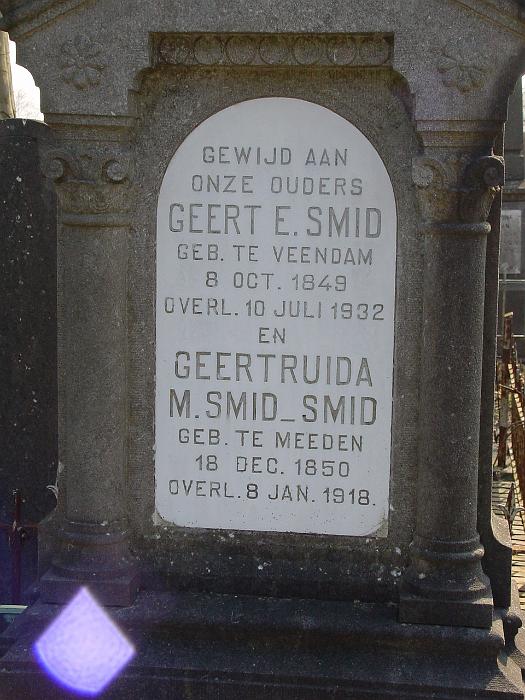 GEWIJD AAN
ONZE OUDERS
GEERT E. SMID
GEB. TE VEENDAM
8 OCT. 1849
OVERL. 10 JULI 1932
EN
GEERTRUIDA
M. SMID_SMID
GEB. TE MEEDEN
18 DEC. 1850
OVERL. 8 JAN. 1918.